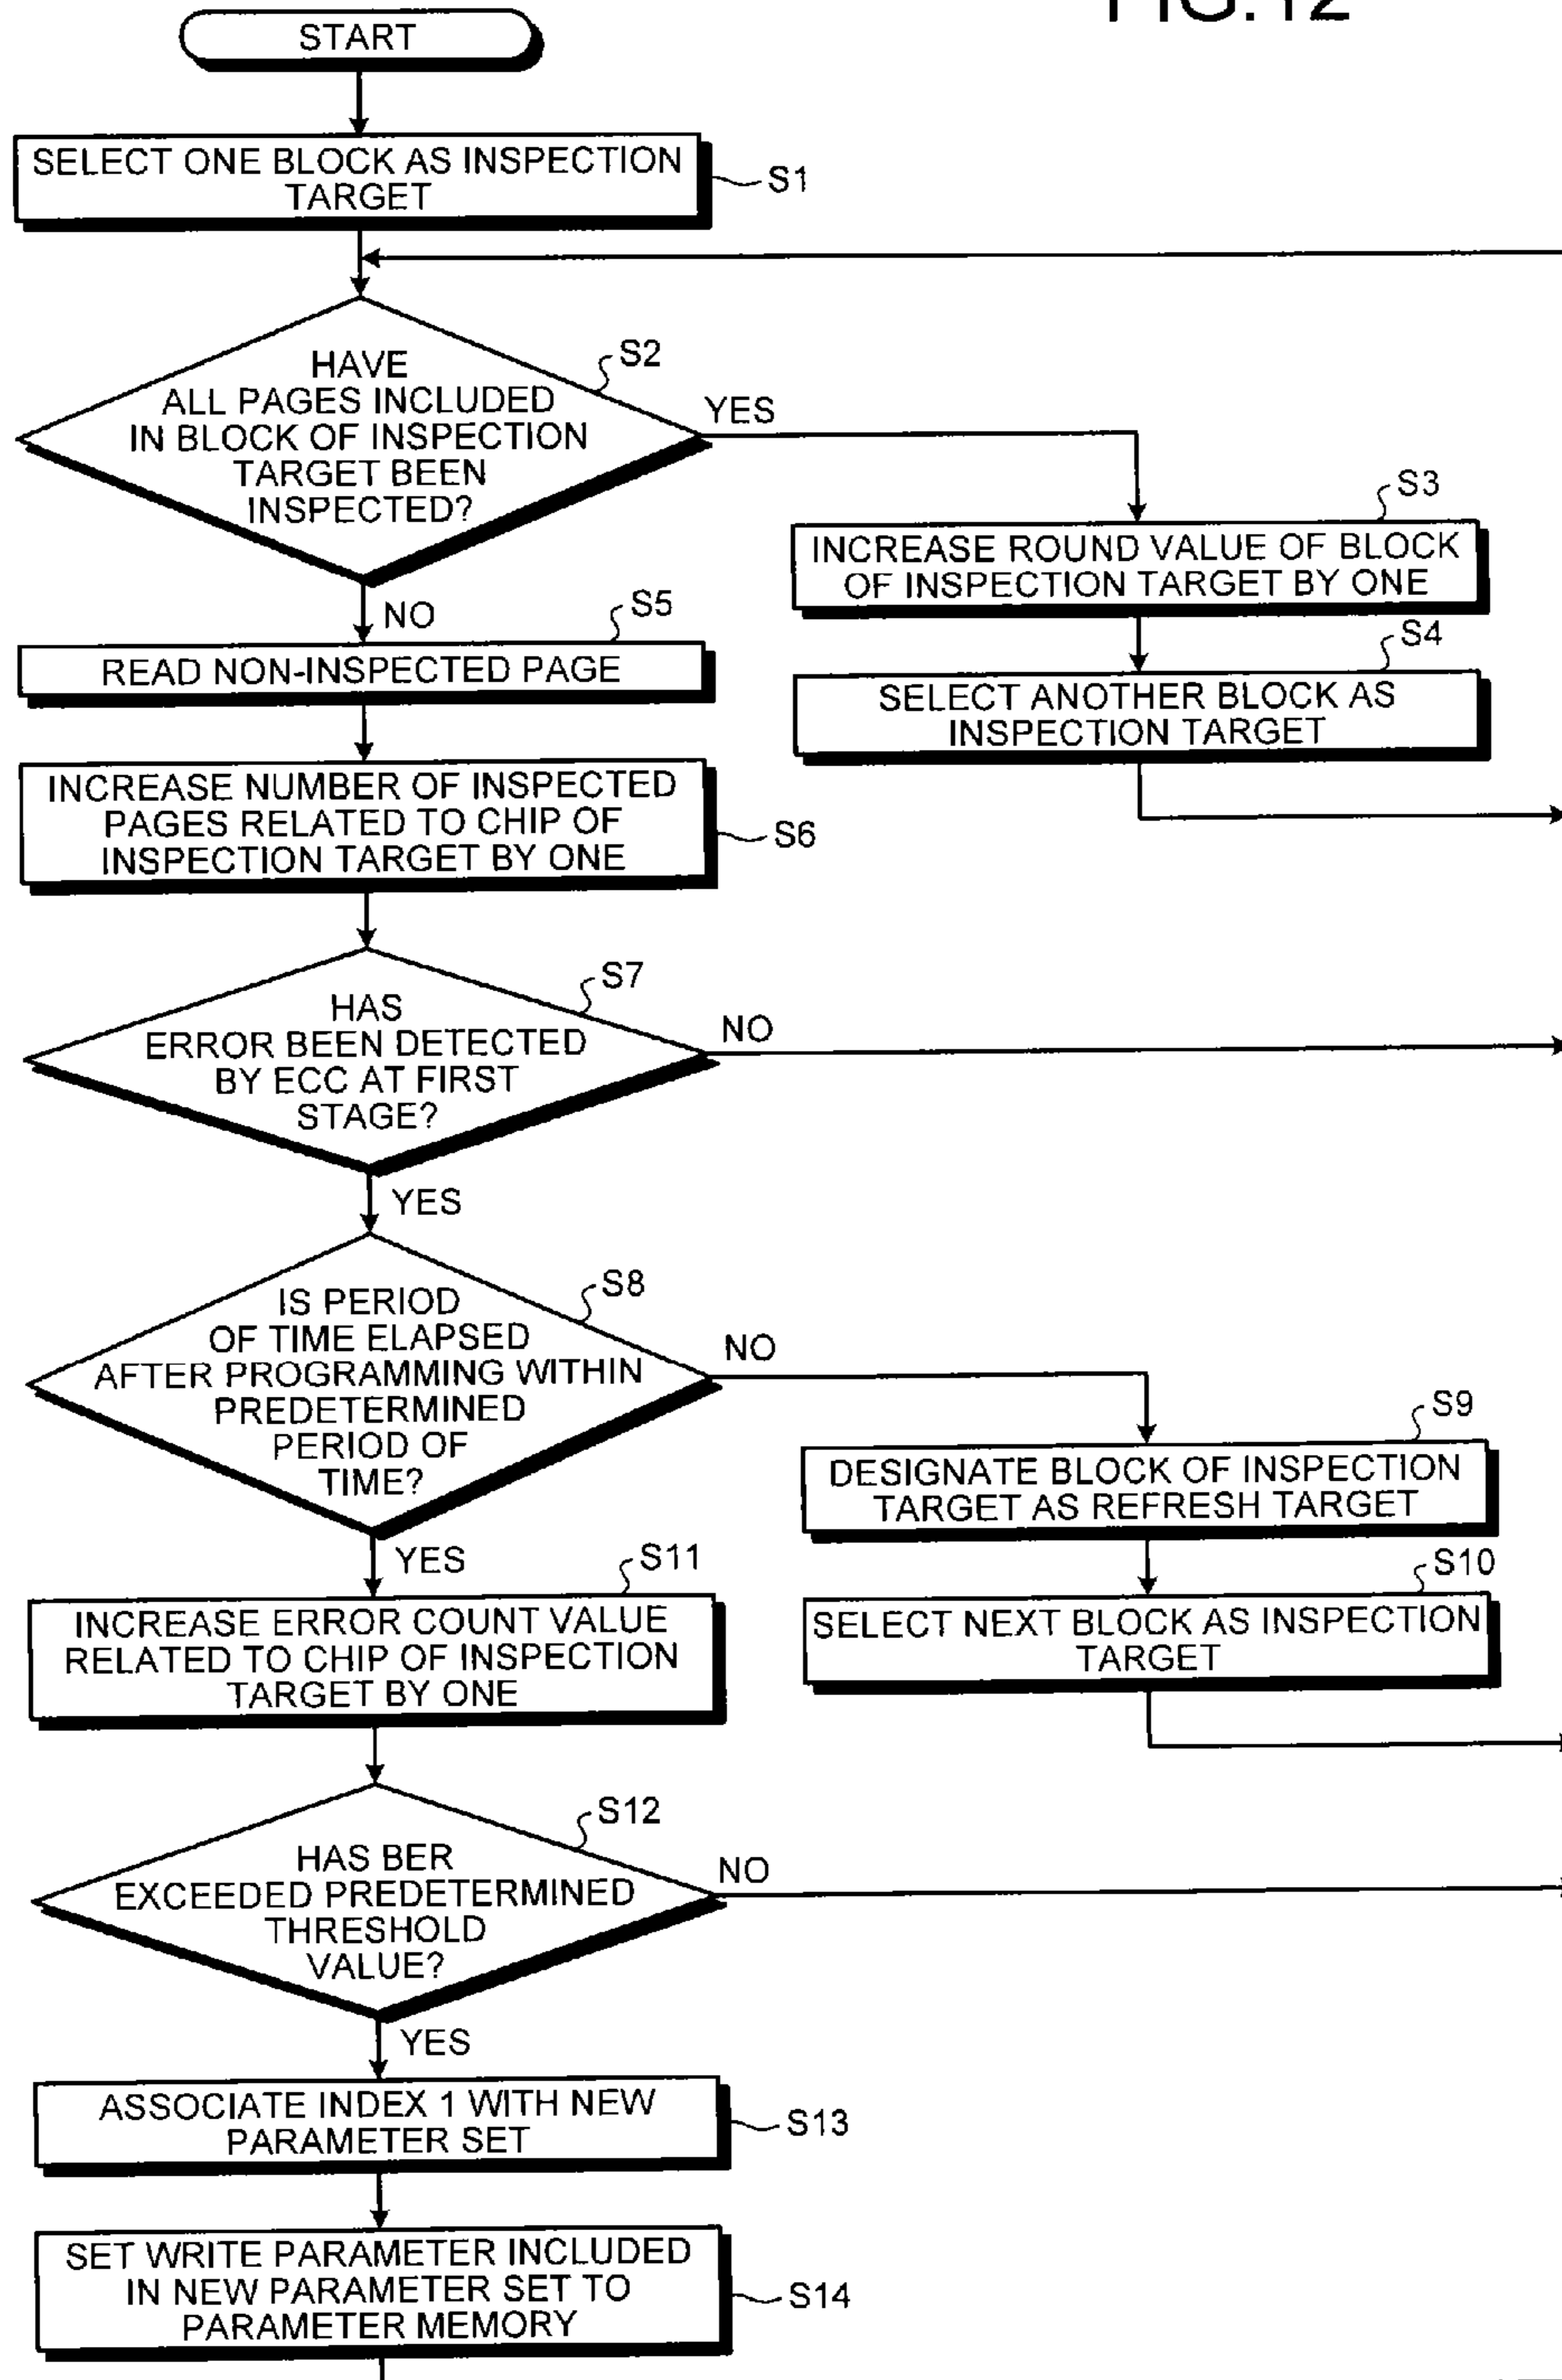 FIG.12
START
SELECT ONE BLOCK AS INSPECTION
TARGET
S1
HAVE
ALL PAGES INCLUDED
IN BLOCK OF INSPECTION
TARGET BEEN
INSPECTED?
S2
YES
S3
INCREASE ROUND VALUE OF BLOCK
OF INSPECTION TARGET BY ONE
S4
SELECT ANOTHER BLOCK AS
INSPECTION TARGET
NO
S5
READ NON-INSPECTED PAGE
INCREASE NUMBER OF INSPECTED
PAGES RELATED TO CHIP OF
INSPECTION TARGET BY ONE
S6
S7
HAS
ERROR BEEN DETECTED
BY ECC AT FIRST
STAGE?
NO
YES
S8
IS PERIOD
OF TIME ELAPSED
AFTER PROGRAMMING WITHIN
PREDETERMINED
PERIOD OF
TIME?
NO
S9
DESIGNATE BLOCK OF INSPECTION
TARGET AS REFRESH TARGET
S10
SELECT NEXT BLOCK AS INSPECTION
TARGET
YES
S11
INCREASE ERROR COUNT VALUE
RELATED TO CHIP OF INSPECTION
TARGET BY ONE
S12
HAS BER
EXCEEDED PREDETERMINED
THRESHOLD
VALUE?
NO
YES
ASSOCIATE INDEX 1 WITH NEW
PARAMETER SET
S13
SET WRITE PARAMETER INCLUDED
IN NEW PARAMETER SET TO
PARAMETER MEMORY
S14